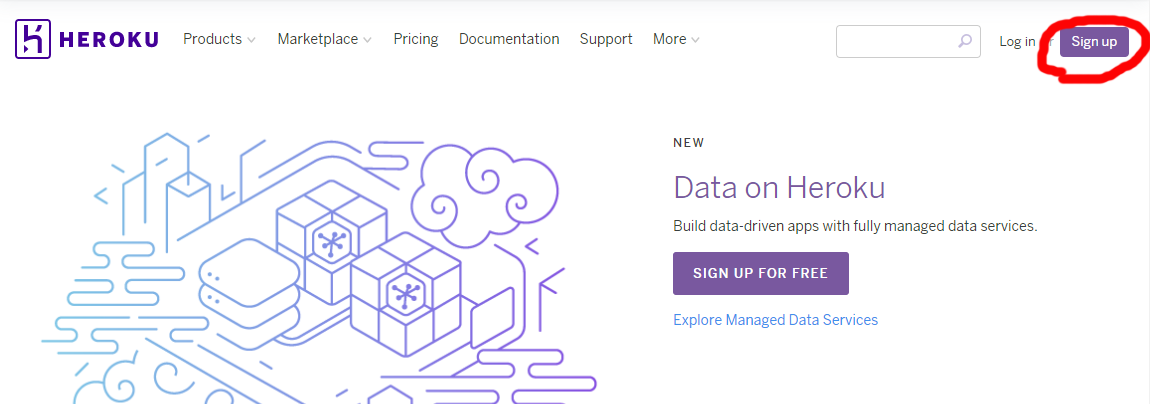 HEROKU Products Marketplace Pricing Documentation Support More Log in or Sign up
NEW
Data on Heroku
Build data-driven apps with fully managed data services.
SIGN UP FOR FREE
Explore Managed Data Services